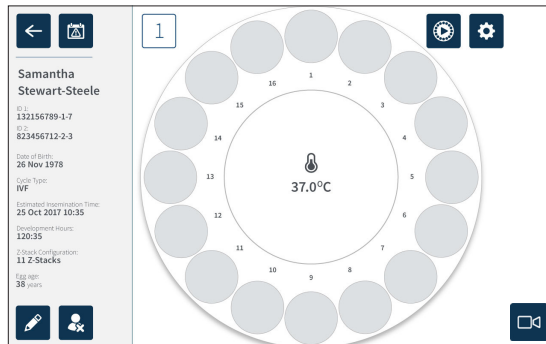 1
Samantha
Stewart-Steele
ID 1:
132156789-1-7
ID 2:
823456712-2-3
Date of Birth:
26 Nov 1978
Cycle Type:
IVF
Estimated Insemination Time:
25 Oct 2017 10:35
Development Hours:
120:35
Z-Stack Configuration:
11 Z-Stacks
Egg age:
38 years
1
2
3
4
5
6
7
8
9
10
11
12
13
14
15
16
37.0°C